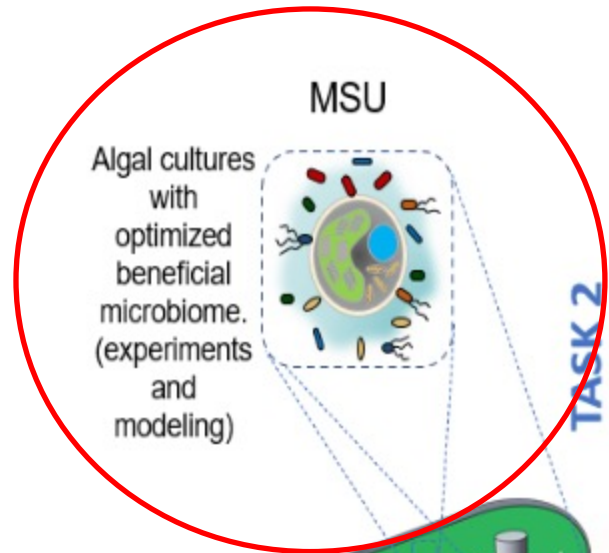 MSU
Algal cultures
with
optimized
beneficial
microbiome.
(experiments
and
modeling)
TASK 2